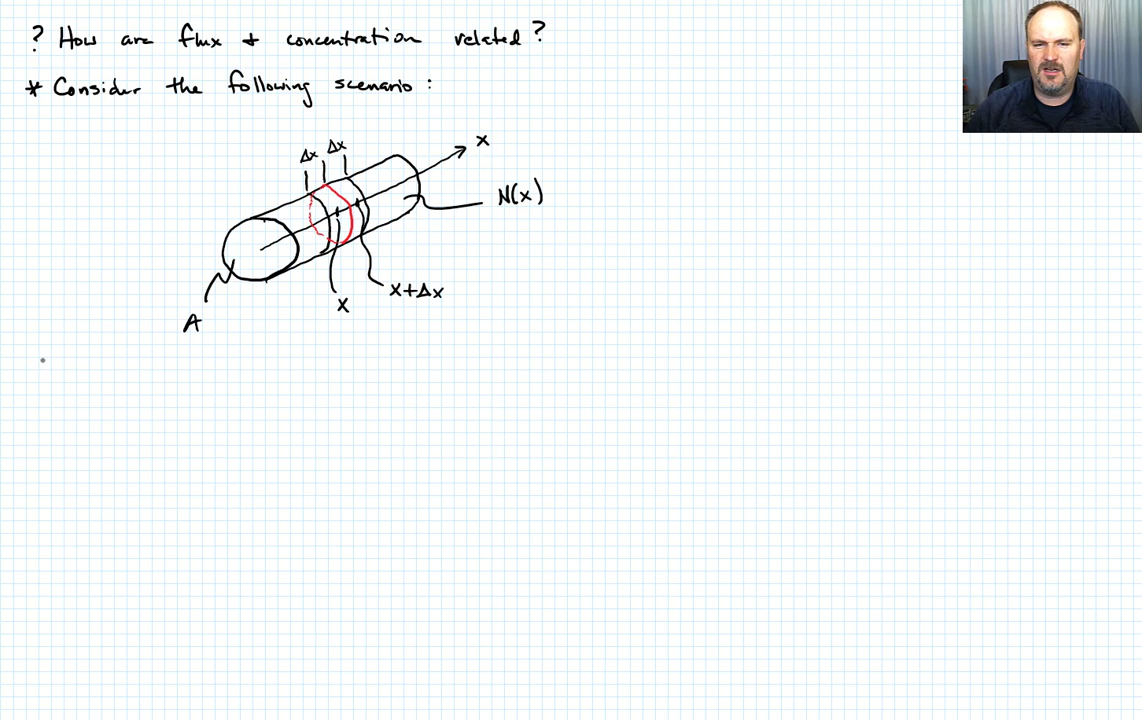 ? How are flux + concentration related?
* Consider the following scenario:
Δx Δx
x
N(x)
x+Δx
x
A